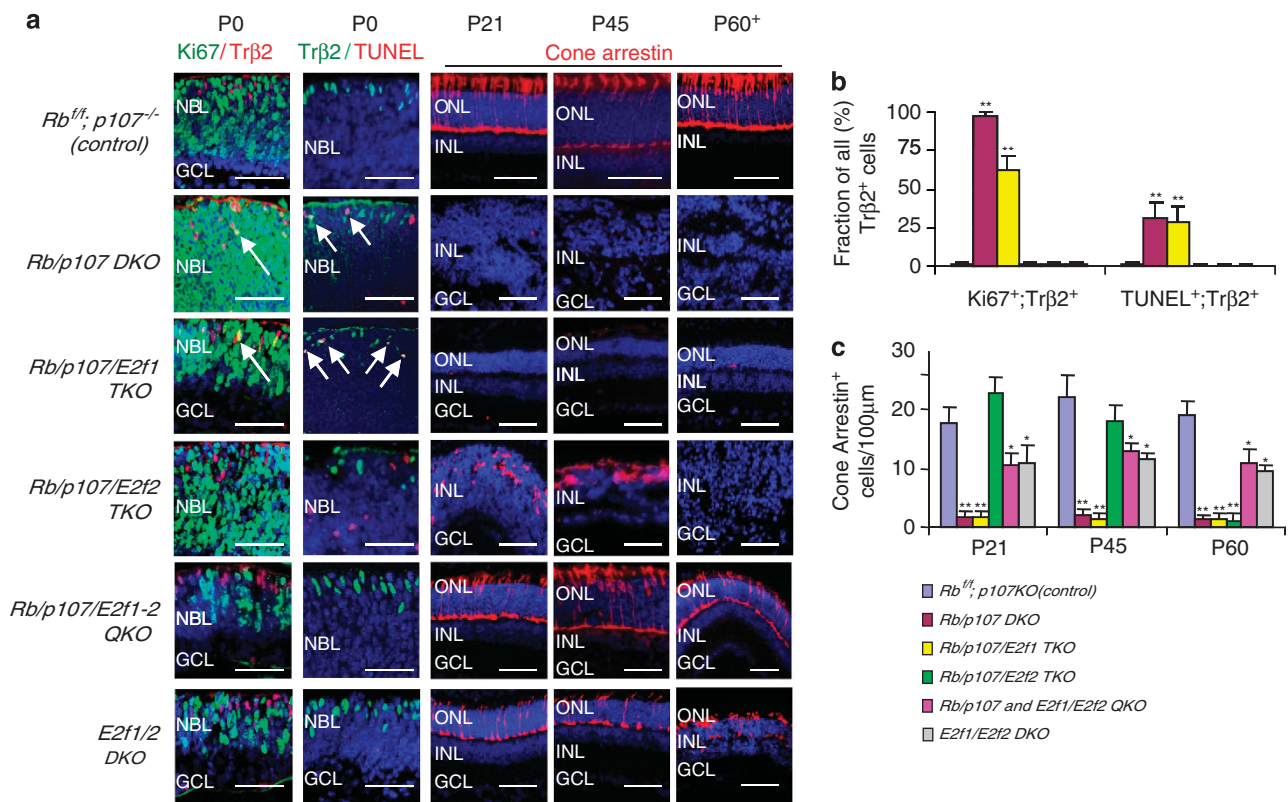 a
P0 P0 P21 P45 P60+
Ki67/Trβ2 Trβ2/TUNEL Cone arrestin
Rb^f/f; p107^-/-
(control)
NBL
GCL
NBL
ONL
INL
ONL
INL
ONL
INL
Rb/p107 DKO
NBL
NBL
INL
GCL
INL
GCL
INL
GCL
Rb/p107/E2f1
TKO
NBL
GCL
NBL
ONL
INL
GCL
ONL
INL
GCL
ONL
INL
GCL
Rb/p107/E2f2
TKO
NBL
NBL
INL
GCL
INL
GCL
INL
GCL
Rb/p107/E2f1-2
QKO
NBL
GCL
NBL
ONL
INL
GCL
ONL
INL
GCL
ONL
INL
GCL
E2f1/2
DKO
NBL
GCL
NBL
GCL
ONL
INL
GCL
ONL
INL
GCL
ONL
INL
GCL
b
Fraction of all (%)
Trβ2+ cells
100
75
50
25
0
** ** ** **
Ki67+;Trβ2+ TUNEL+;Trβ2+
c
Cone Arrestin+
cells/100μm
30
20
10
0
** ** * * ** ** * * ** ** ** * *
P21 P45 P60
Rb^f/f; p107KO(control)
Rb/p107 DKO
Rb/p107/E2f1 TKO
Rb/p107/E2f2 TKO
Rb/p107 and E2f1/E2f2 QKO
E2f1/E2f2 DKO